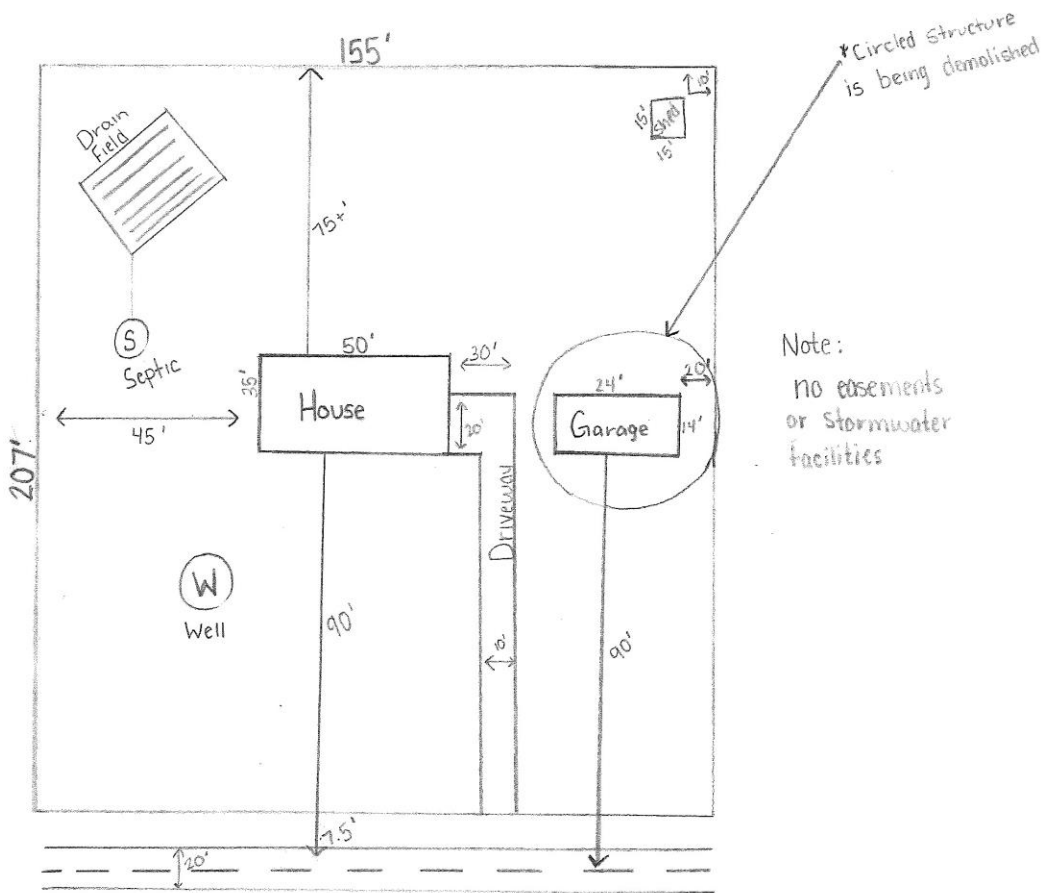 155'
*Circled Structure
is being demolished
10'
15'
Shed
15'
Drain
Field
75+'
S
Septic
50'
30'
20'
24'
35'
House
20'
Garage
14'
Note:
no easements
or Stormwater
facilities
45'
207'
Driveway
W
Well
90'
10'
90'
7.5'
20'